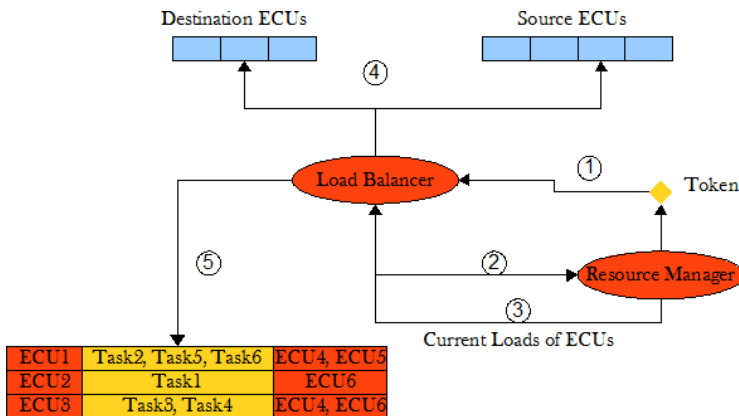 Destination ECUs
Source ECUs
4
1
Load Balancer
Token
5
2
Resource Manager
3
Current Loads of ECUs
ECU1 Task2, Task5, Task6 ECU4, ECU5
ECU2 Task1 ECU6
ECU3 Task3, Task4 ECU4, ECU6